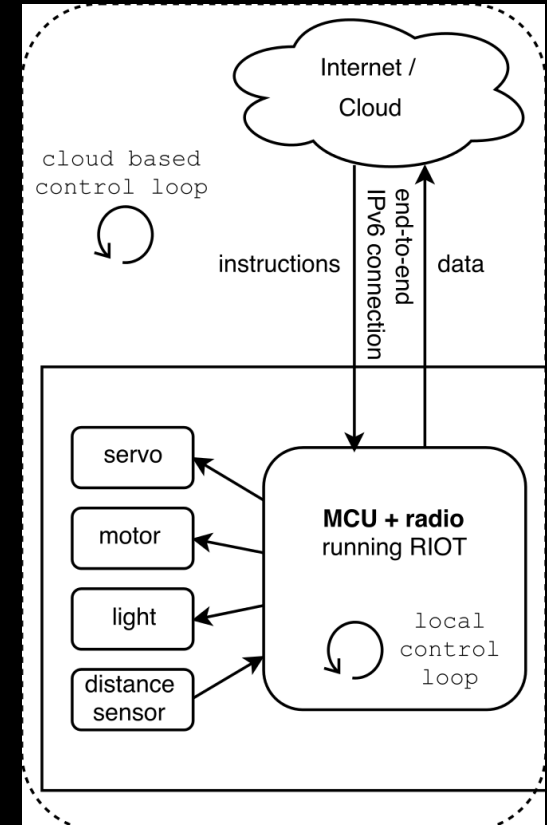 Internet /
Cloud
cloud based
control loop
instructions
end-to-end
IPv6 connection
data
servo
motor
light
distance
sensor
MCU + radio
running RIOT
local
control
loop